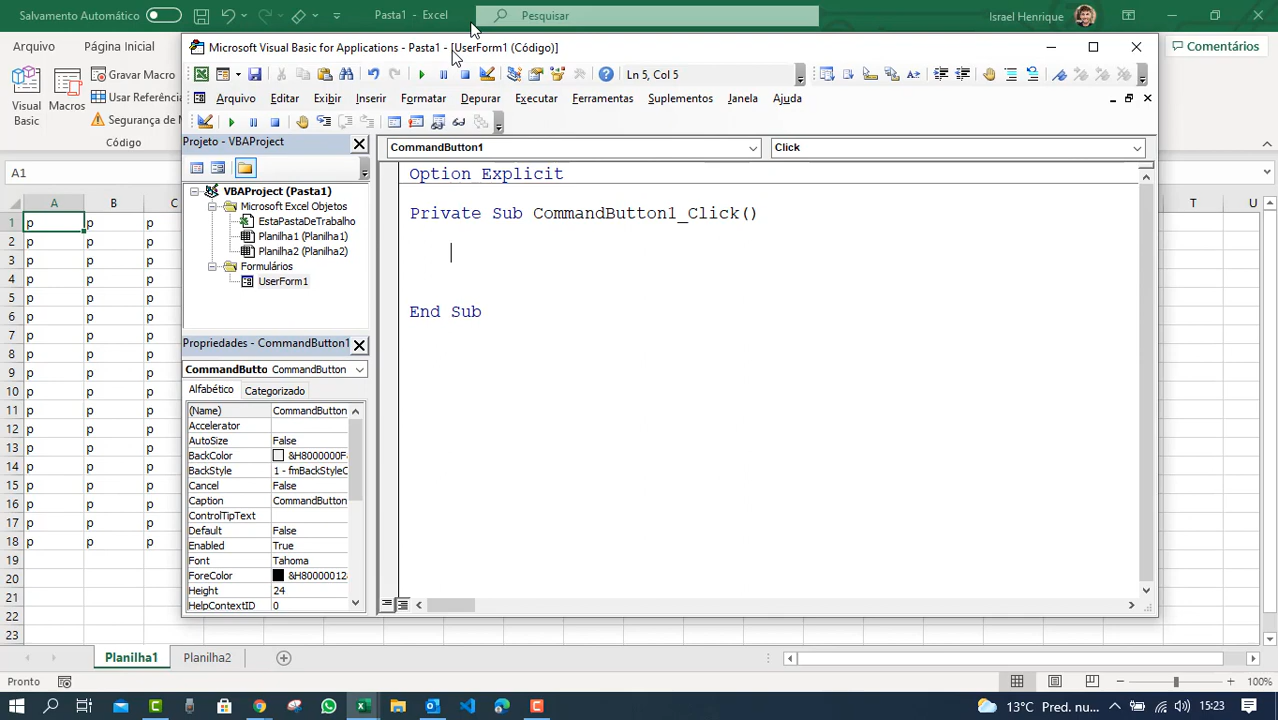 Salvamento Automático
Pasta1 - Excel
Pesquisar
Israel Henrique
Arquivo
Página Inicial
Comentários
Visual
Basic
Macros
Gravar Macro
Usar Referência
Segurança de M
Código
Microsoft Visual Basic for Applications - Pasta1 - [UserForm1 (Código)]
Ln 5, Col 5
Arquivo Editar Exibir Inserir Formatar Depurar Executar Ferramentas Suplementos Janela Ajuda
Projeto - VBAProject
VBAProject (Pasta1)
Microsoft Excel Objetos
EstaPastaDeTrabalho
Planilha1 (Planilha1)
Planilha2 (Planilha2)
Formulários
UserForm1
Propriedades - CommandButton1
CommandButto CommandButton
Alfabético Categorizado
(Name) CommandButton
Accelerator
AutoSize False
BackColor &H8000000F
BackStyle 1 - fmBackStyleO
Cancel False
Caption CommandButton
ControlTipText
Default False
Enabled True
Font Tahoma
ForeColor &H80000012
Height 24
HelpContextID 0
CommandButton1 Click
Option Explicit
Private Sub CommandButton1_Click()
End Sub
A1
A B C T U
1 p p p
2 p p p
3 p p p
4 p p p
5 p p p
6 p p p
7 p p p
8 p p p
9 p p p
10 p p p
11 p p p
12 p p p
13 p p p
14 p p p
15 p p p
16 p p p
17 p p p
18 p p p
19
20
21
22
23
Planilha1 Planilha2
Pronto
100%
13°C Pred. nu...
15:23